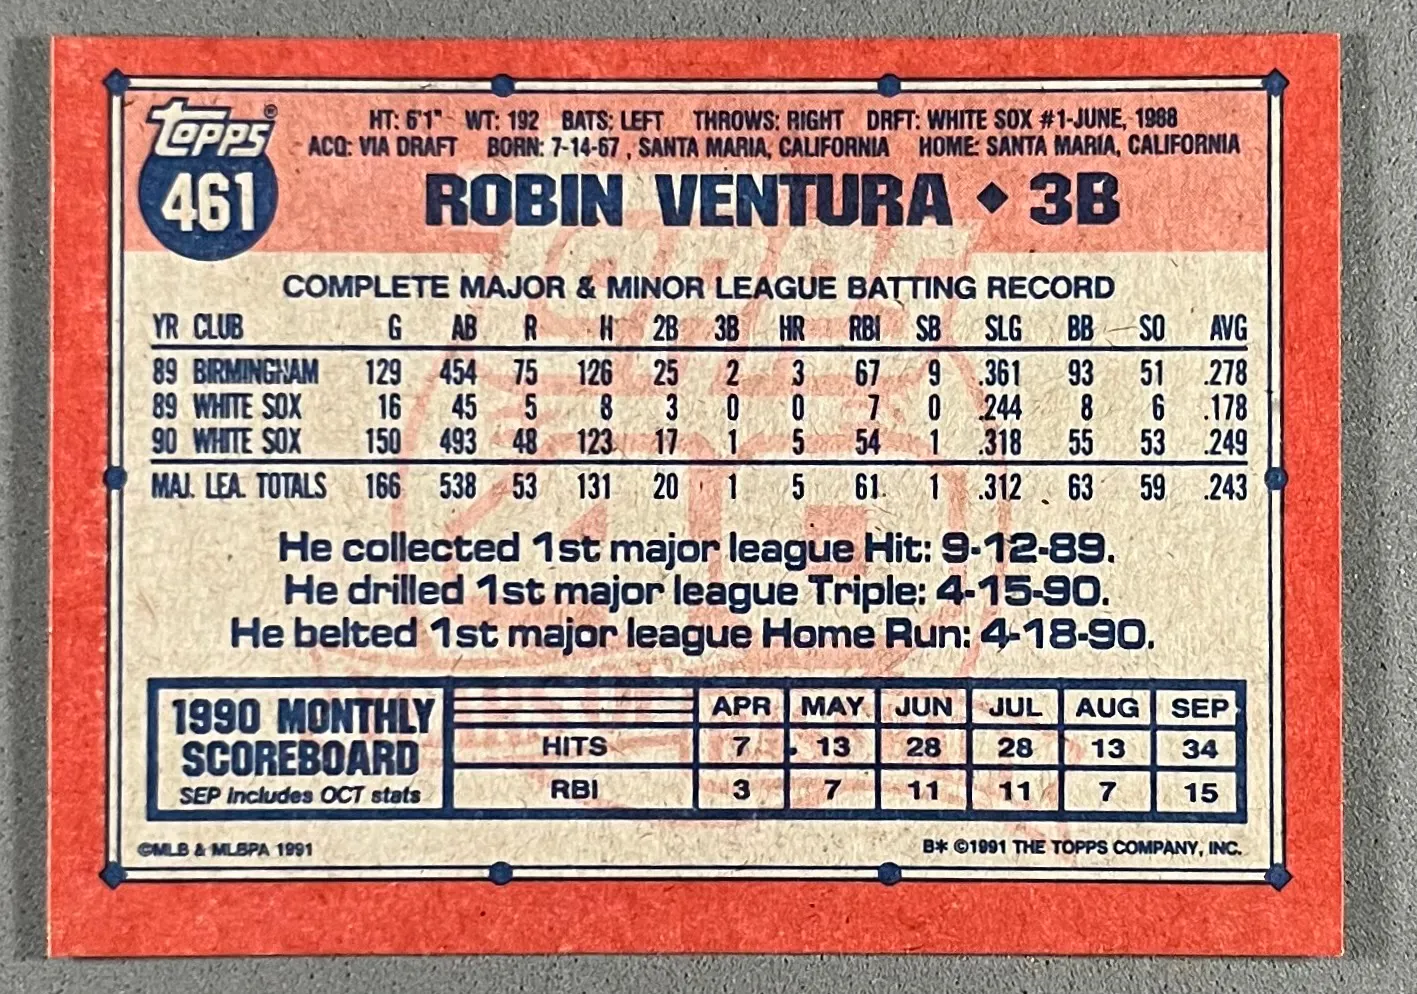 Topps®
461
HT: 6'1" WT: 192 BATS: LEFT THROWS: RIGHT DRFT: WHITE SOX #1-JUNE, 1988
ACQ: VIA DRAFT BORN: 7-14-67, SANTA MARIA, CALIFORNIA HOME: SANTA MARIA, CALIFORNIA
ROBIN VENTURA ◆ 3B
COMPLETE MAJOR & MINOR LEAGUE BATTING RECORD
YR CLUB G AB R H 2B 3B HR RBI SB SLG BB SO AVG
89 BIRMINGHAM 129 454 75 126 25 2 3 67 9 .361 93 51 .278
89 WHITE SOX 16 45 5 8 3 0 0 7 0 .244 8 6 .178
90 WHITE SOX 150 493 48 123 17 1 5 54 1 .318 55 53 .249
MAJ. LEA. TOTALS 166 538 53 131 20 1 5 61 1 .312 63 59 .243
He collected 1st major league Hit: 9-12-89.
He drilled 1st major league Triple: 4-15-90.
He belted 1st major league Home Run: 4-18-90.
1990 MONTHLY
SCOREBOARD
SEP includes OCT stats
APR MAY JUN JUL AUG SEP
HITS 7 13 28 28 13 34
RBI 3 7 11 11 7 15
©MLB & MLBPA 1991
B* ©1991 THE TOPPS COMPANY, INC.